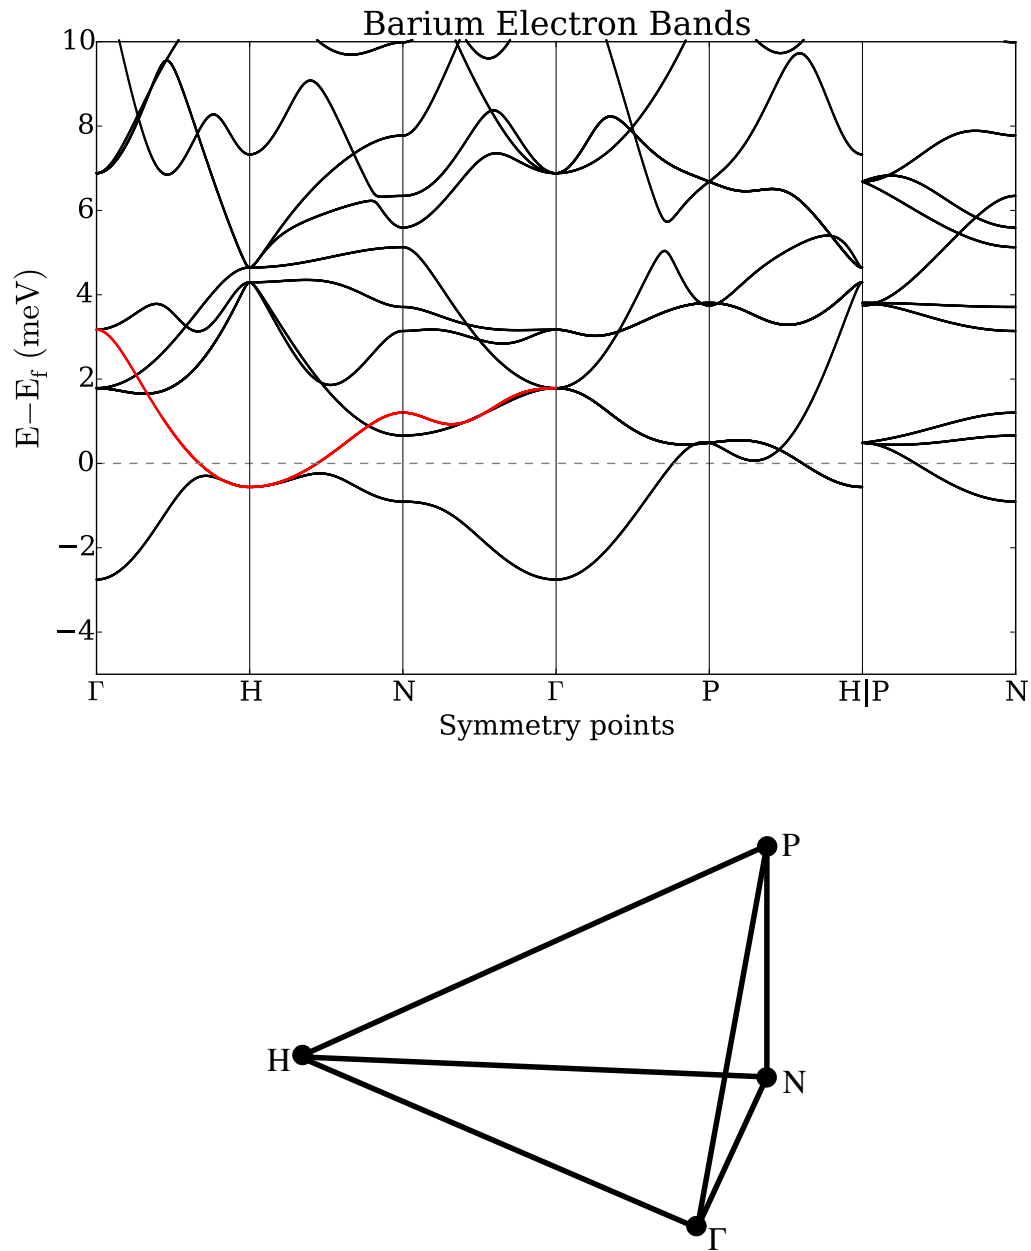 Barium Electron Bands
10
8
6
4
2
0
−2
−4
E−E_f (meV)
Γ H N Γ P H|P N
Symmetry points
P
H
N
Γ